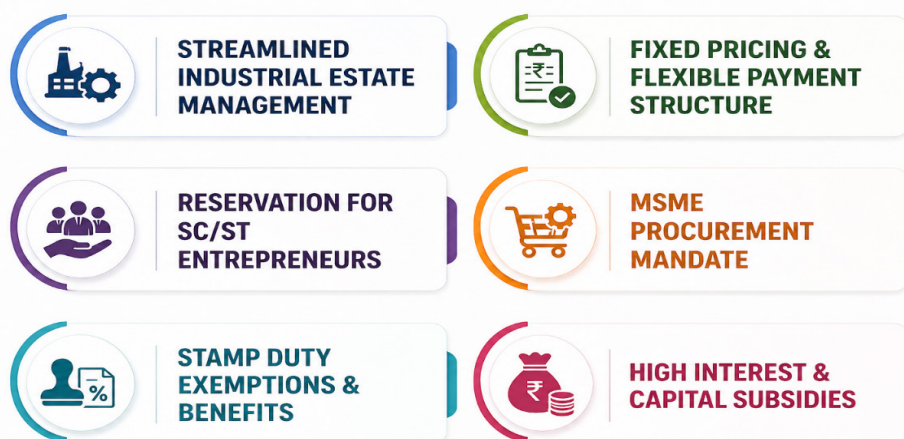 STREAMLINED
INDUSTRIAL ESTATE
MANAGEMENT
₹
FIXED PRICING &
FLEXIBLE PAYMENT
STRUCTURE
RESERVATION FOR
SC/ST
ENTREPRENEURS
MSME
PROCUREMENT
MANDATE
%
STAMP DUTY
EXEMPTIONS &
BENEFITS
₹
HIGH INTEREST &
CAPITAL SUBSIDIES